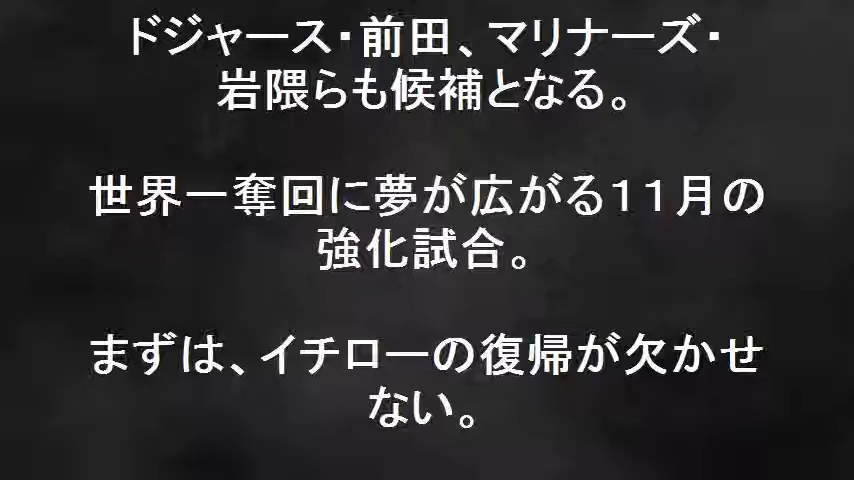 ドジャース・前田、マリナーズ・
岩隈らも候補となる。
世界一奪回に夢が広がる１１月の
強化試合。
まずは、イチローの復帰が欠かせ
ない。